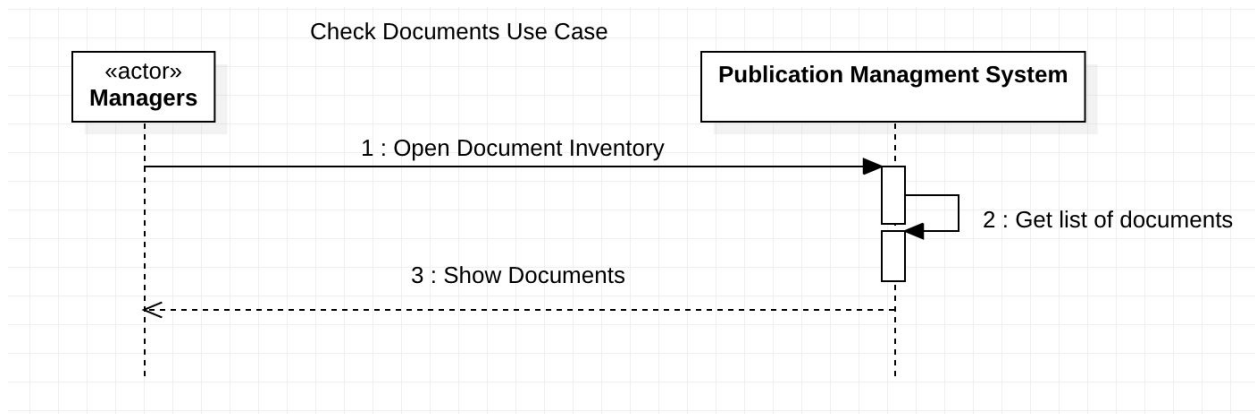 Check Documents Use Case
«actor»
Managers
Publication Managment System
1 : Open Document Inventory
2 : Get list of documents
3 : Show Documents